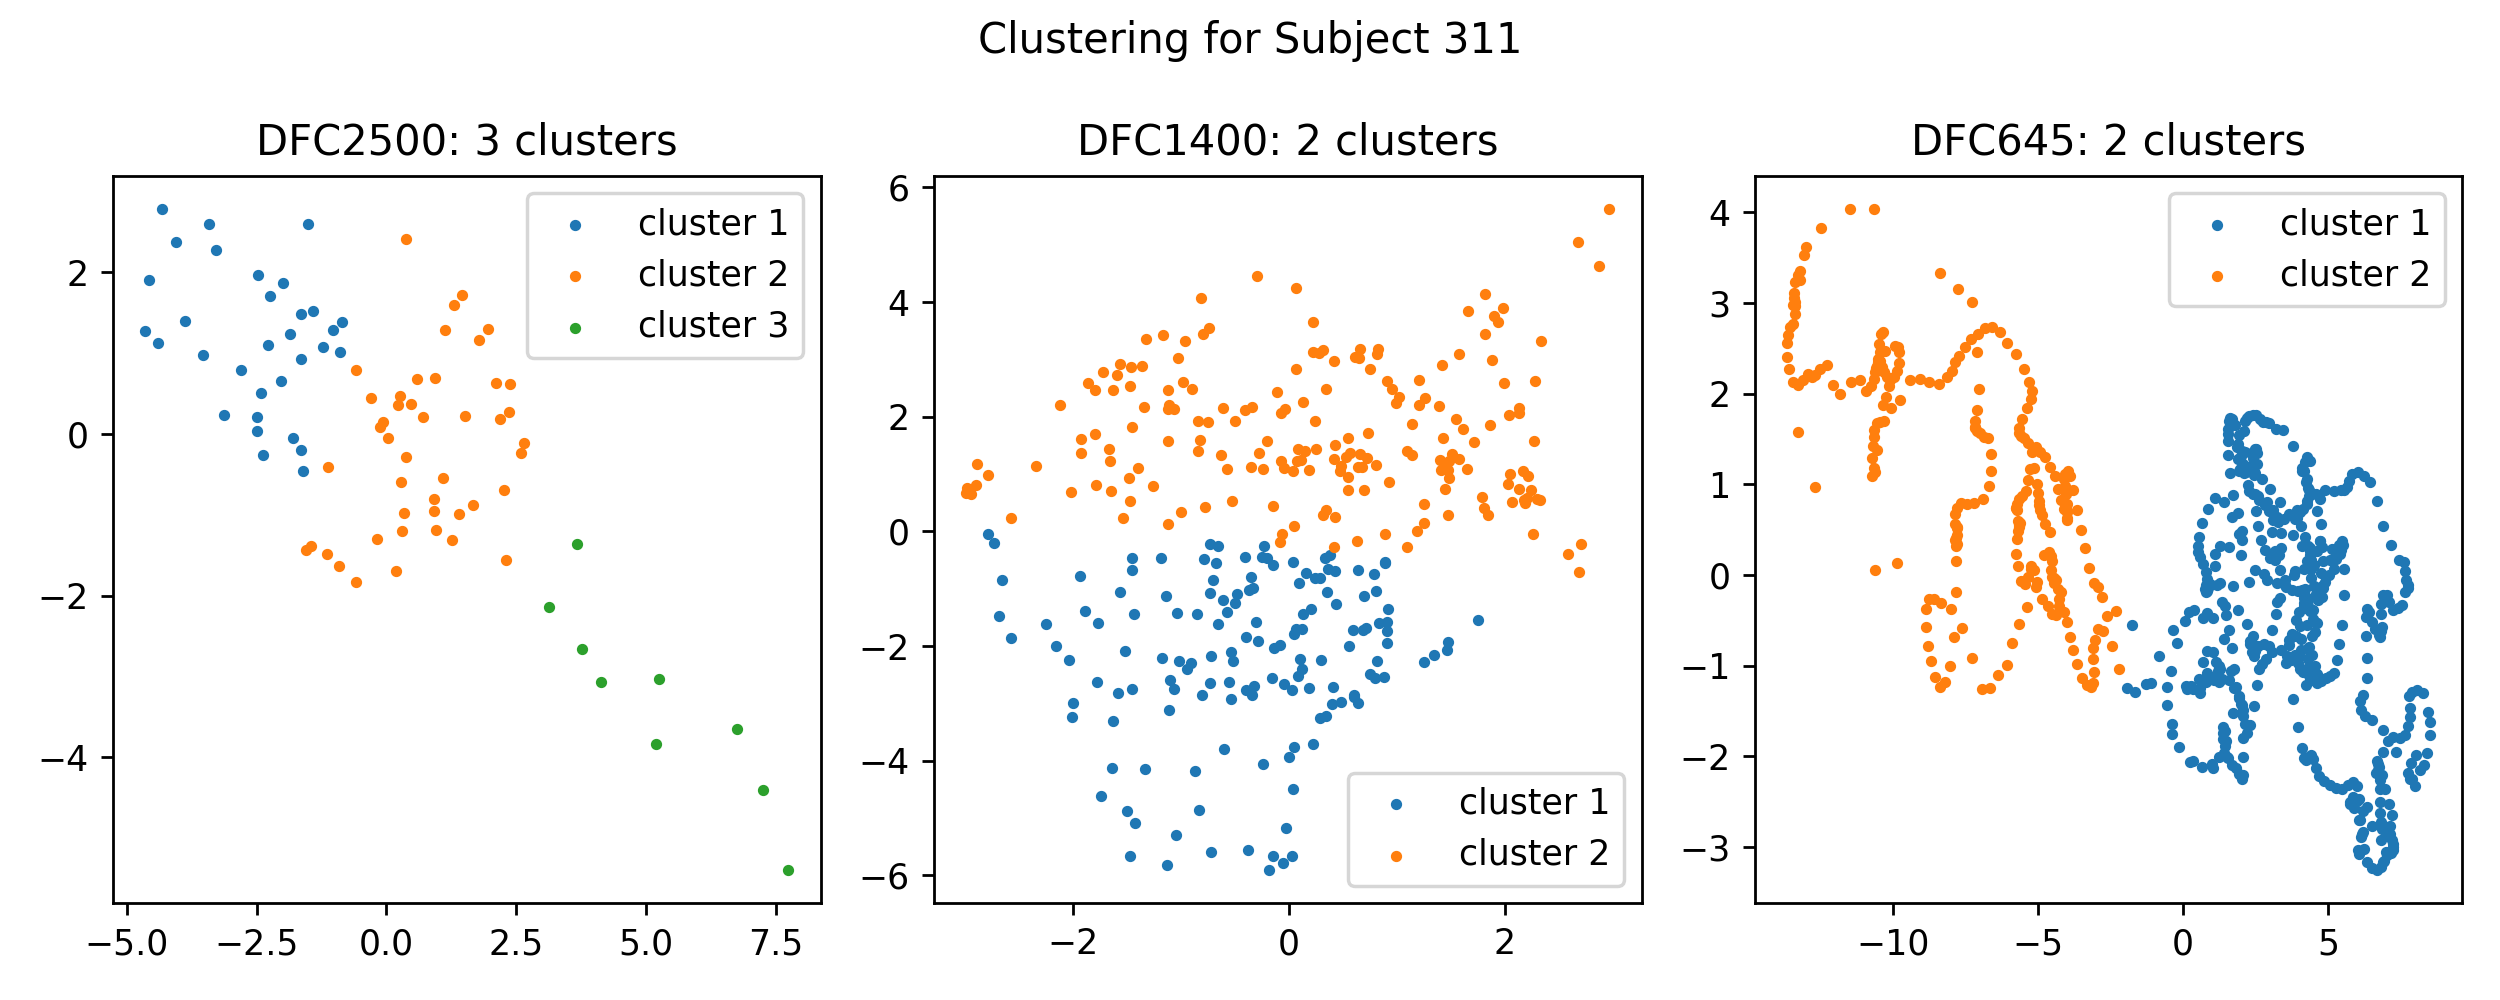 Clustering for Subject 311
DFC2500: 3 clusters
cluster 1
cluster 2
cluster 3
2
0
−2
−4
−5.0
−2.5
0.0
2.5
5.0
7.5
DFC1400: 2 clusters
6
4
2
0
−2
−4
−6
cluster 1
cluster 2
−2
0
2
DFC645: 2 clusters
cluster 1
cluster 2
4
3
2
1
0
−1
−2
−3
−10
−5
0
5